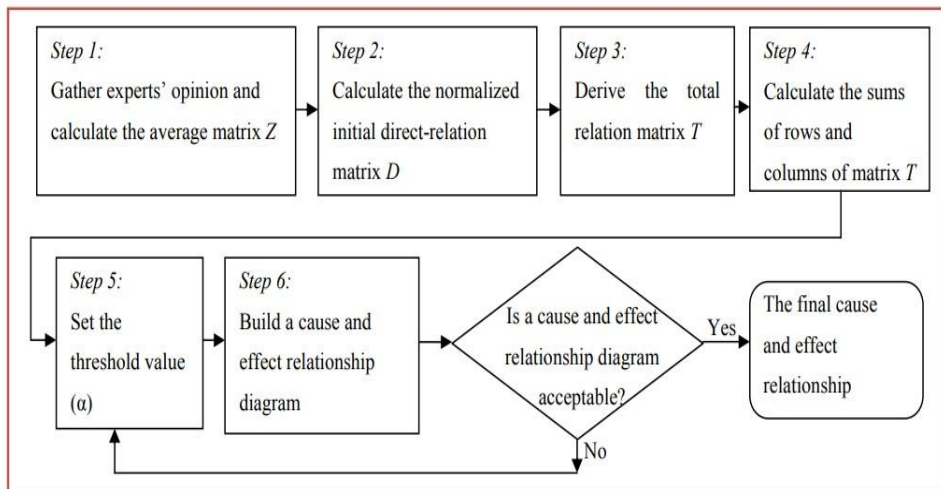 Step 1:
Gather experts' opinion and
calculate the average matrix Z
Step 2:
Calculate the normalized
initial direct-relation
matrix D
Step 3:
Derive the total
relation matrix T
Step 4:
Calculate the sums
of rows and
columns of matrix T
Step 5:
Set the
threshold value
(α)
Step 6:
Build a cause and
effect relationship
diagram
Is a cause and effect
relationship diagram
acceptable?
Yes
No
The final cause
and effect
relationship